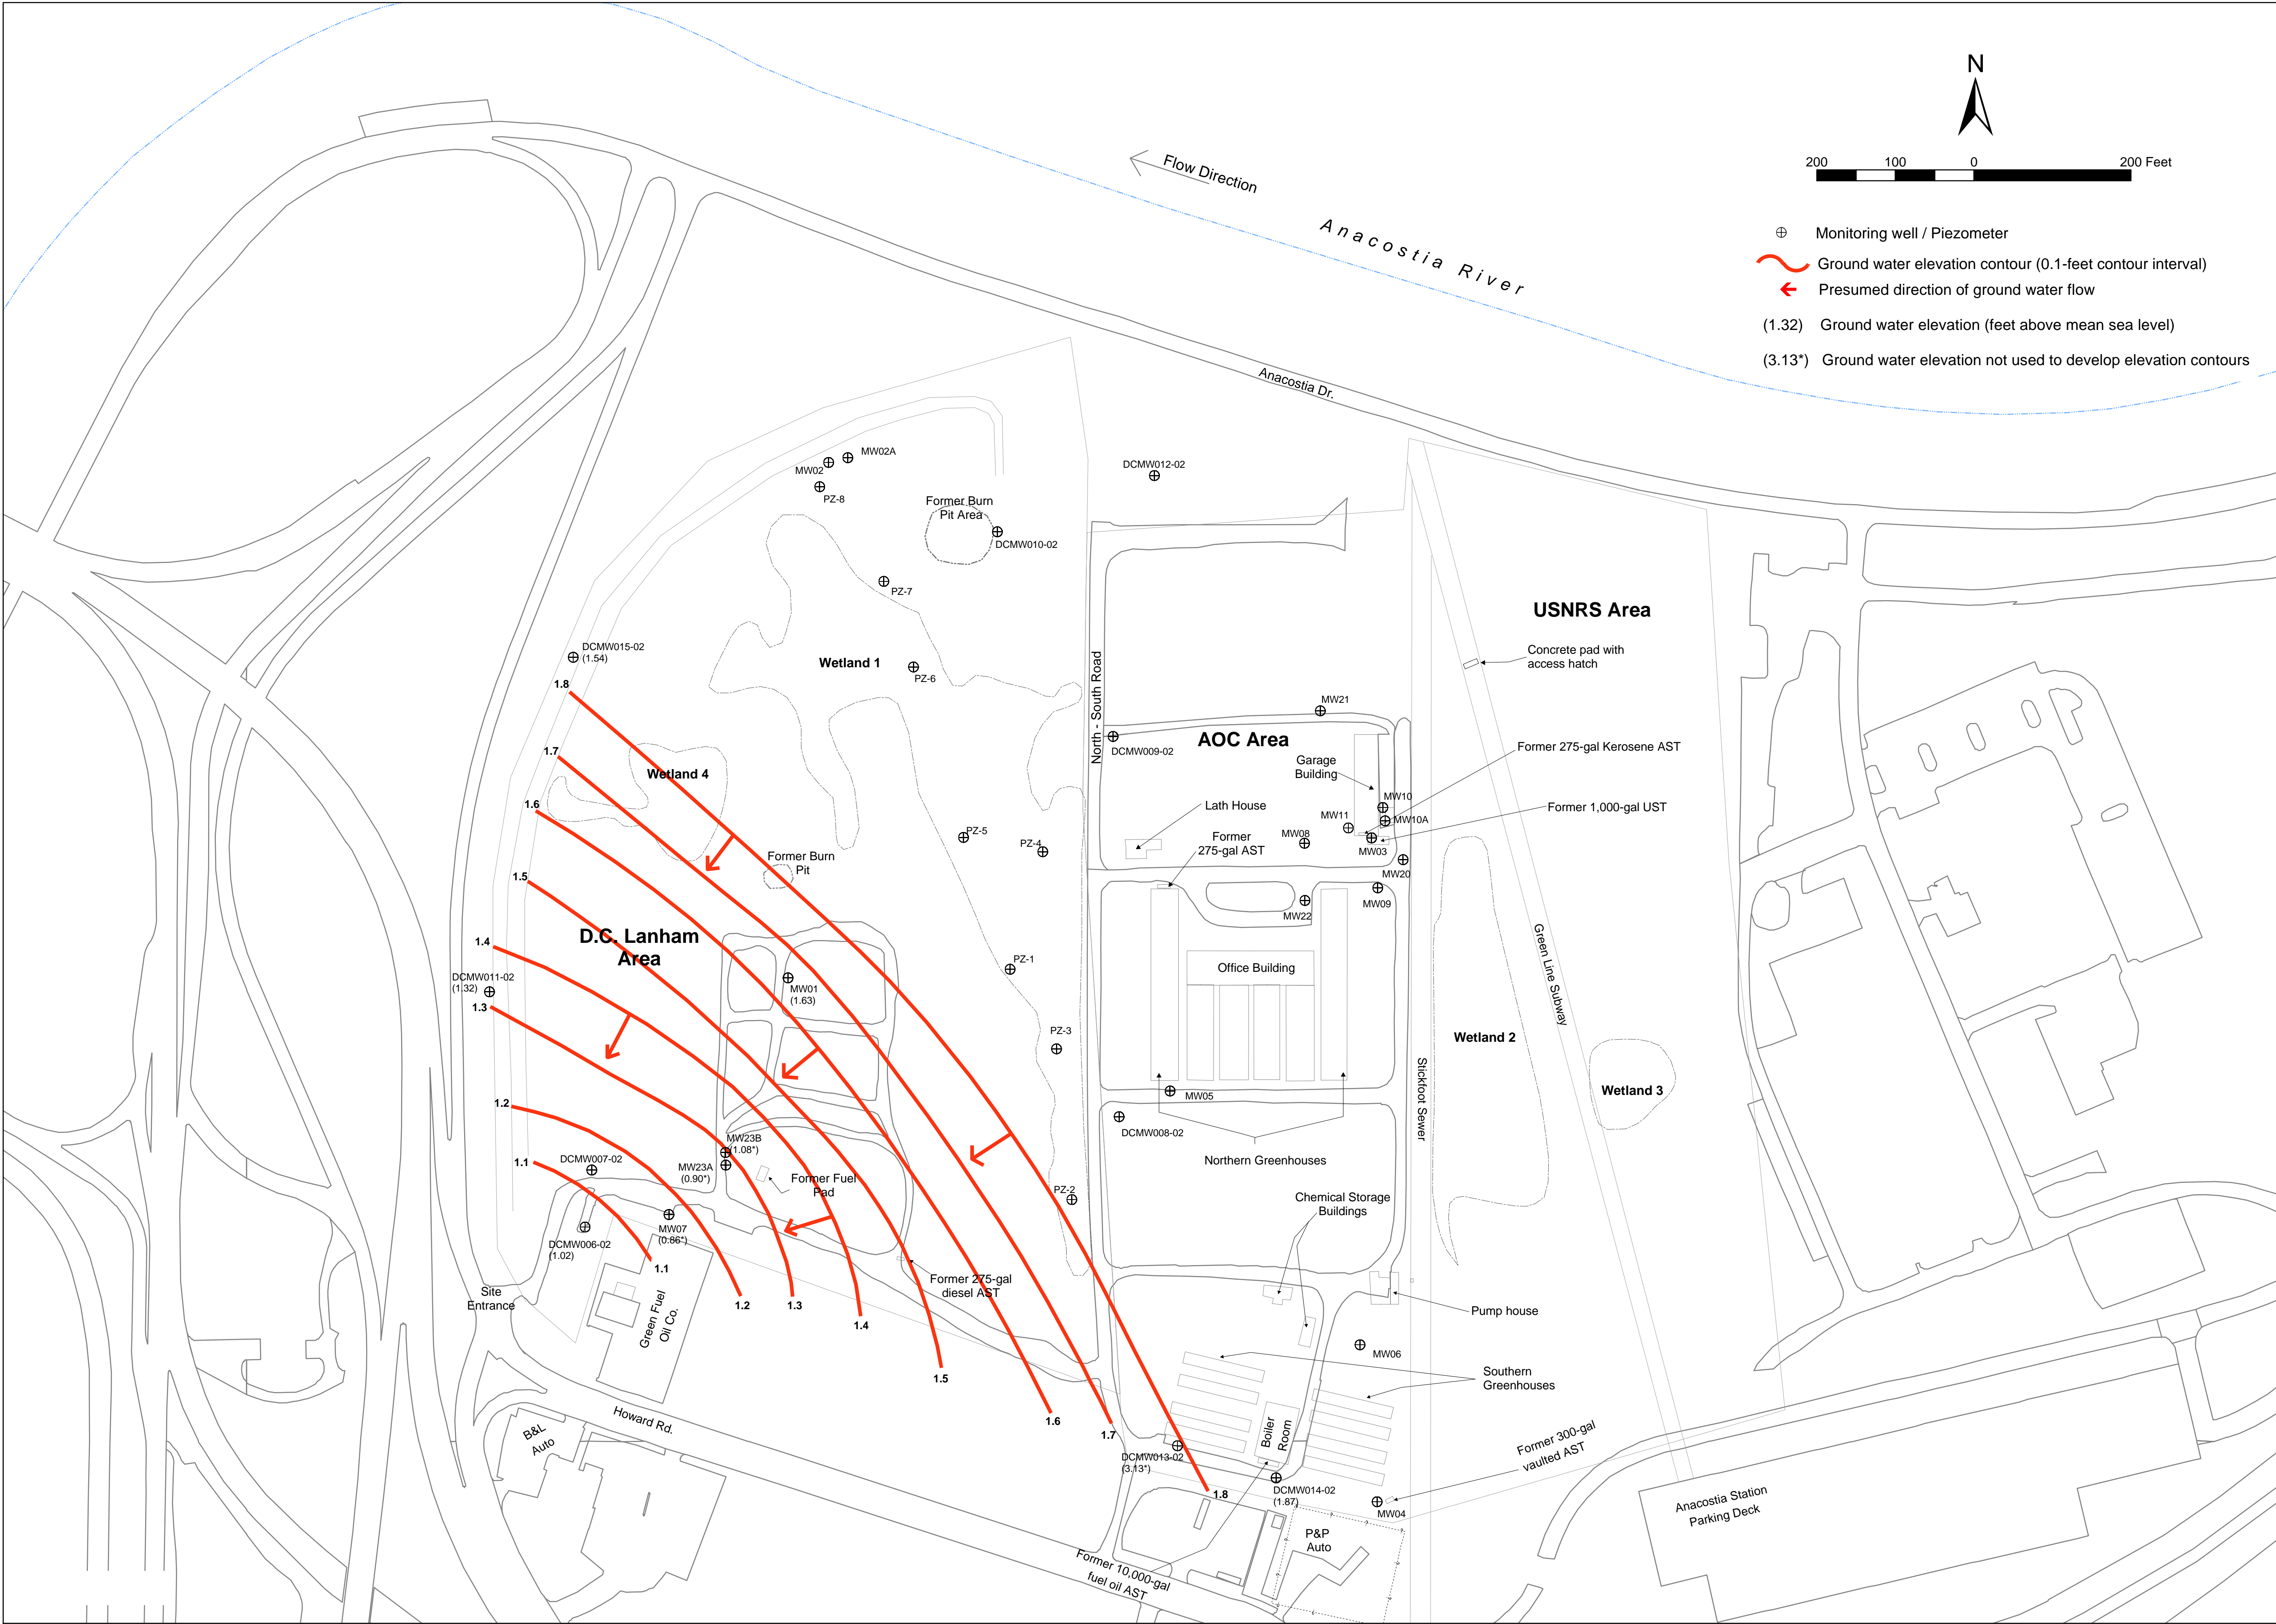 N
200 100 0 200 Feet
Flow Direction
Anacostia River
Monitoring well / Piezometer
Ground water elevation contour (0.1-feet contour interval)
Presumed direction of ground water flow
(1.32) Ground water elevation (feet above mean sea level)
(3.13*) Ground water elevation not used to develop elevation contours
Anacostia Dr.
MW02A
MW02
PZ-8
DCMW012-02
Former Burn
Pit Area
DCMW010-02
PZ-7
USNRS Area
DCMW015-02
(1.54)
Wetland 1
PZ-6
North - South Road
Concrete pad with
access hatch
1.8
MW21
DCMW009-02
AOC Area
Former 275-gal Kerosene AST
1.7
Wetland 4
Garage
Building
1.6
Lath House
MW10
Former 1,000-gal UST
MW11
MW10A
PZ-5
PZ-4
Former
275-gal AST
MW08
MW03
Former Burn
Pit
1.5
MW20
MW09
MW22
D.C. Lanham
Area
1.4
Green Line Subway
DCMW011-02
(1.32)
PZ-1
Office Building
MW01
(1.63)
1.3
PZ-3
Wetland 2
Stickfoot Sewer
Wetland 3
1.2
MW05
DCMW008-02
MW23B
(1.08*)
DCMW007-02
1.1
MW23A
(0.90*)
Northern Greenhouses
Former Fuel
Pad
PZ-2
Chemical Storage
Buildings
MW07
(0.86*)
DCMW006-02
(1.02)
1.1
Former 275-gal
diesel AST
Site
Entrance
1.2
1.3
Green Fuel
Oil Co.
Pump house
1.4
MW06
1.5
Southern
Greenhouses
1.6
Howard Rd.
1.7
B&L
Auto
Boiler
Room
Former 300-gal
vaulted AST
DCMW013-02
(3.13*)
1.8
DCMW014-02
(1.87)
MW04
Anacostia Station
Parking Deck
P&P
Auto
Former 10,000-gal
fuel oil AST